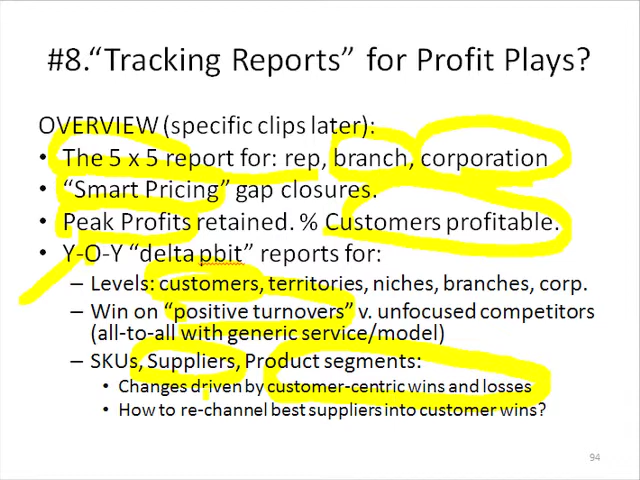 #8.“Tracking Reports” for Profit Plays?
OVERVIEW (specific clips later):
• The 5 x 5 report for: rep, branch, corporation
• “Smart Pricing” gap closures.
• Peak Profits retained. % Customers profitable.
• Y-O-Y “delta pbit” reports for:
– Levels: customers, territories, niches, branches, corp.
– Win on “positive turnovers” v. unfocused competitors
(all-to-all with generic service/model)
– SKUs, Suppliers, Product segments:
• Changes driven by customer-centric wins and losses
• How to re-channel best suppliers into customer wins?
94